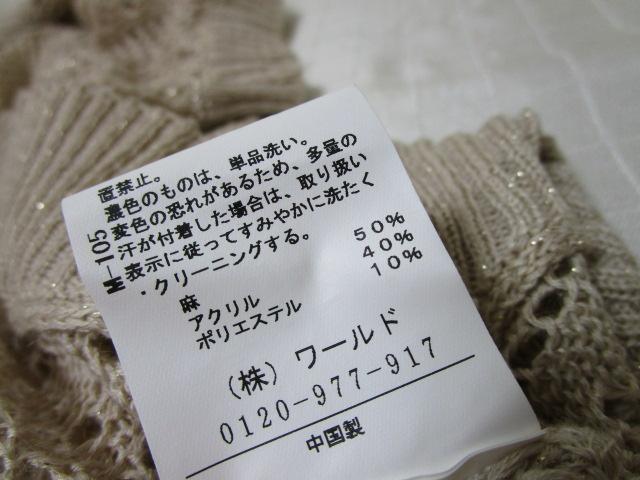 直禁止。
濃色のものは、単品洗い。
変色の恐れがあるため、多量の
汗が付着した場合は、取り扱い
表示に従ってすみやかに洗たく
・クリーニングする。
M-105
麻 50%
アクリル 40%
ポリエステル 10%
(株) ワールド
0120-977-917
中国製